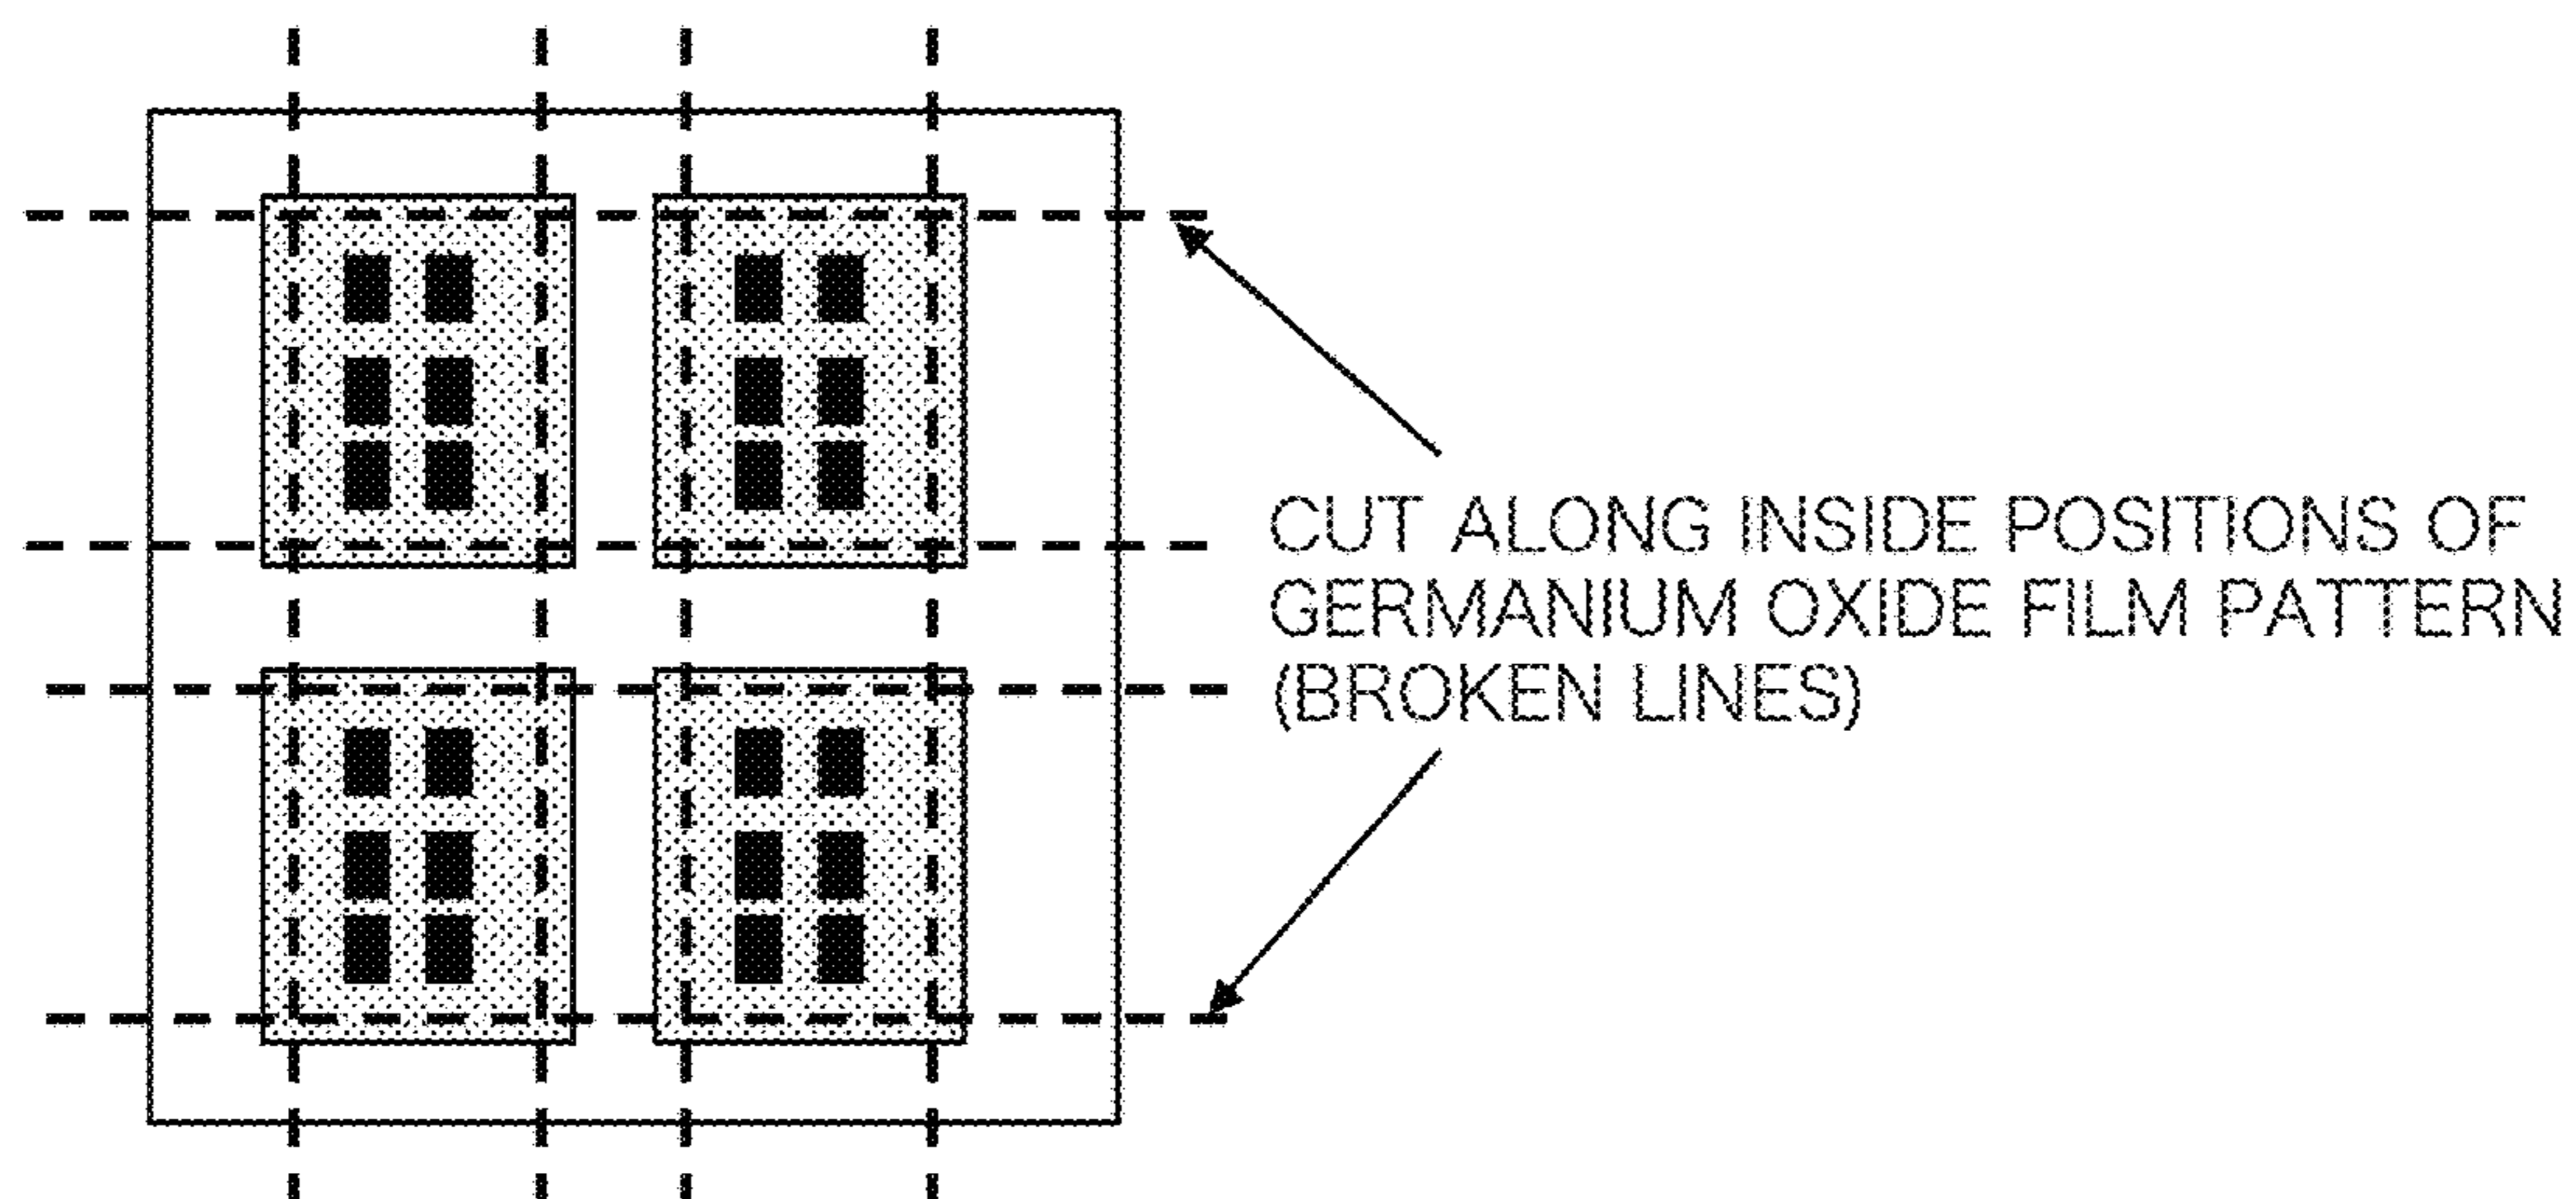 CUT ALONG INSIDE POSITIONS OF
GERMANIUM OXIDE FILM PATTERN
(BROKEN LINES)